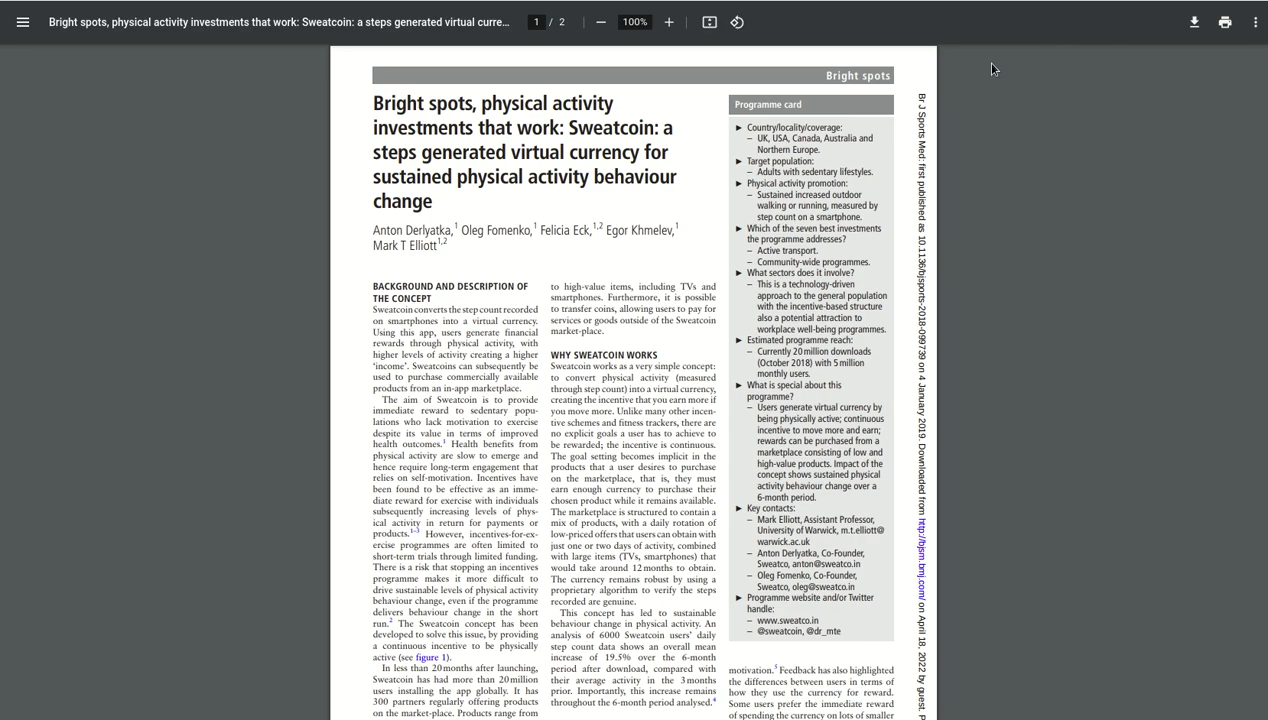 Bright spots, physical activity investments that work: Sweatcoin: a steps generated virtual curre...
1 / 2
100%
Bright spots
Bright spots, physical activity
investments that work: Sweatcoin: a
steps generated virtual currency for
sustained physical activity behaviour
change
Anton Derlyatka,1 Oleg Fomenko,1 Felicia Eck,1,2 Egor Khmelev,1
Mark T Elliott1,2
BACKGROUND AND DESCRIPTION OF
THE CONCEPT
Sweatcoin converts the step count recorded
on smartphones into a virtual currency.
Using this app, users generate financial
rewards through physical activity, with
higher levels of activity creating a higher
‘income’. Sweatcoins can subsequently be
used to purchase commercially available
products from an in-app marketplace.
The aim of Sweatcoin is to provide
immediate reward to sedentary popu-
lations who lack motivation to exercise
despite its value in terms of improved
health outcomes.1 Health benefits from
physical activity are slow to emerge and
hence require long-term engagement that
relies on self-motivation. Incentives have
been found to be effective as an imme-
diate reward for exercise with individuals
subsequently increasing levels of phys-
ical activity in return for payments or
products.1–3 However, incentives-for-ex-
ercise programmes are often limited to
short-term trials through limited funding.
There is a risk that stopping an incentives
programme makes it more difficult to
drive sustainable levels of physical activity
behaviour change, even if the programme
delivers behaviour change in the short
run.2 The Sweatcoin concept has been
developed to solve this issue, by providing
a continuous incentive to be physically
active (see figure 1).
In less than 20 months after launching,
Sweatcoin has had more than 20 million
users installing the app globally. It has
300 partners regularly offering products
on the market-place. Products range from
to high-value items, including TVs and
smartphones. Furthermore, it is possible
to transfer coins, allowing users to pay for
services or goods outside of the Sweatcoin
market-place.
WHY SWEATCOIN WORKS
Sweatcoin works as a very simple concept:
to convert physical activity (measured
through step count) into a virtual currency,
creating the incentive that you earn more if
you move more. Unlike many other incen-
tive schemes and fitness trackers, there are
no explicit goals a user has to achieve to
be rewarded; the incentive is continuous.
The goal setting becomes implicit in the
products that a user desires to purchase
on the marketplace, that is, they must
earn enough currency to purchase their
chosen product while it remains available.
The marketplace is structured to contain a
mix of products, with a daily rotation of
low-priced offers that users can obtain with
just one or two days of activity, combined
with large items (TVs, smartphones) that
would take around 12 months to obtain.
The currency remains robust by using a
proprietary algorithm to verify the steps
recorded are genuine.
This concept has led to sustainable
behaviour change in physical activity. An
analysis of 6000 Sweatcoin users’ daily
step count data shows an overall mean
increase of 19.5% over the 6-month
period after download, compared with
their average activity in the 3 months
prior. Importantly, this increase remains
throughout the 6-month period analysed.4
Programme card
► Country/locality/coverage:
– UK, USA, Canada, Australia and
Northern Europe.
► Target population:
– Adults with sedentary lifestyles.
► Physical activity promotion:
– Sustained increased outdoor
walking or running, measured by
step count on a smartphone.
► Which of the seven best investments
the programme addresses?
– Active transport.
– Community-wide programmes.
► What sectors does it involve?
– This is a technology-driven
approach to the general population
with the incentive-based structure
also a potential attraction to
workplace well-being programmes.
► Estimated programme reach:
– Currently 20 million downloads
(October 2018) with 5 million
monthly users.
► What is special about this
programme?
– Users generate virtual currency by
being physically active; continuous
incentive to move more and earn;
rewards can be purchased from a
marketplace consisting of low and
high-value products. Impact of the
concept shows sustained physical
activity behaviour change over a
6-month period.
► Key contacts:
– Mark Elliott, Assistant Professor,
University of Warwick, m.t.elliott@
warwick.ac.uk
– Anton Derlyatka, Co-Founder,
Sweatco, anton@sweatco.in
– Oleg Fomenko, Co-Founder,
Sweatco, oleg@sweatco.in
► Programme website and/or Twitter
handle:
– www.sweatco.in
– @sweatcoin, @dr_mte
motivation.5 Feedback has also highlighted
the differences between users in terms of
how they use the currency for reward.
Some users prefer the immediate reward
of spending the currency on lots of smaller
Br J Sports Med: first published as 10.1136/bjsports-2018-099739 on 4 January 2019. Downloaded from http://bjsm.bmj.com/ on April 18, 2022 by guest. P